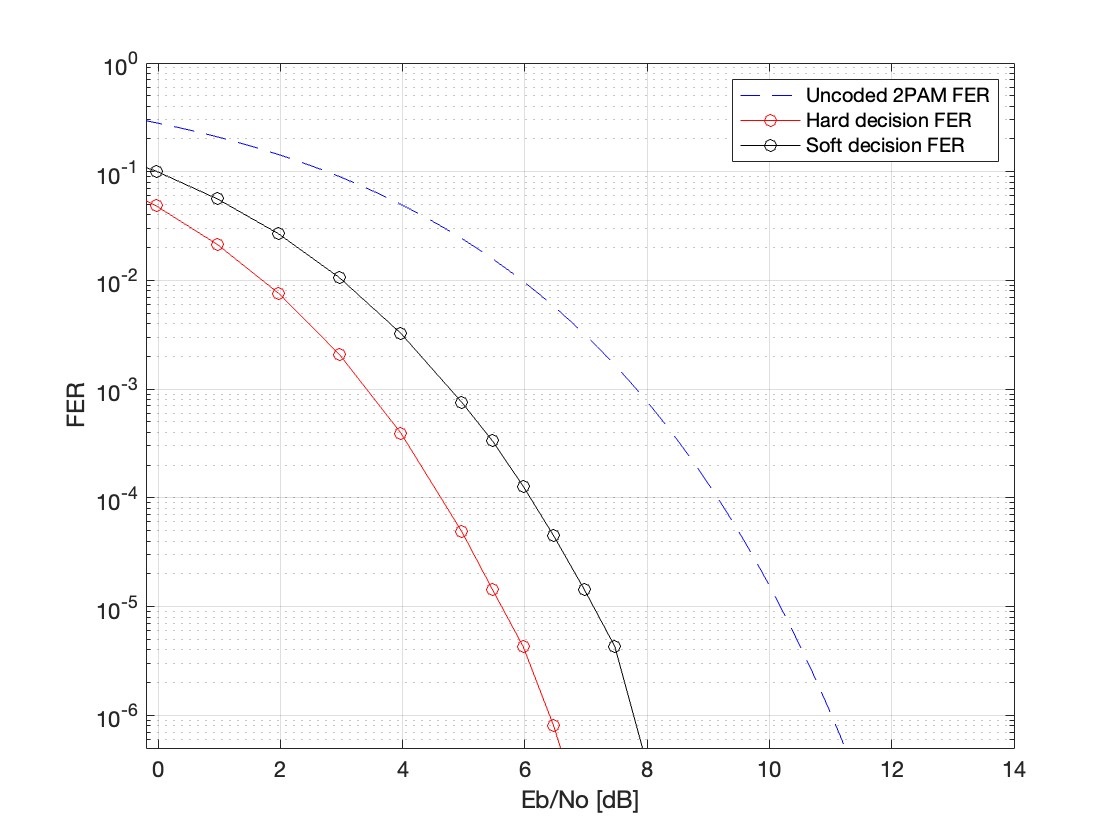 10^0
10^-1
10^-2
10^-3
10^-4
10^-5
10^-6
FER
0 2 4 6 8 10 12 14
Eb/No [dB]
Uncoded 2PAM FER
Hard decision FER
Soft decision FER